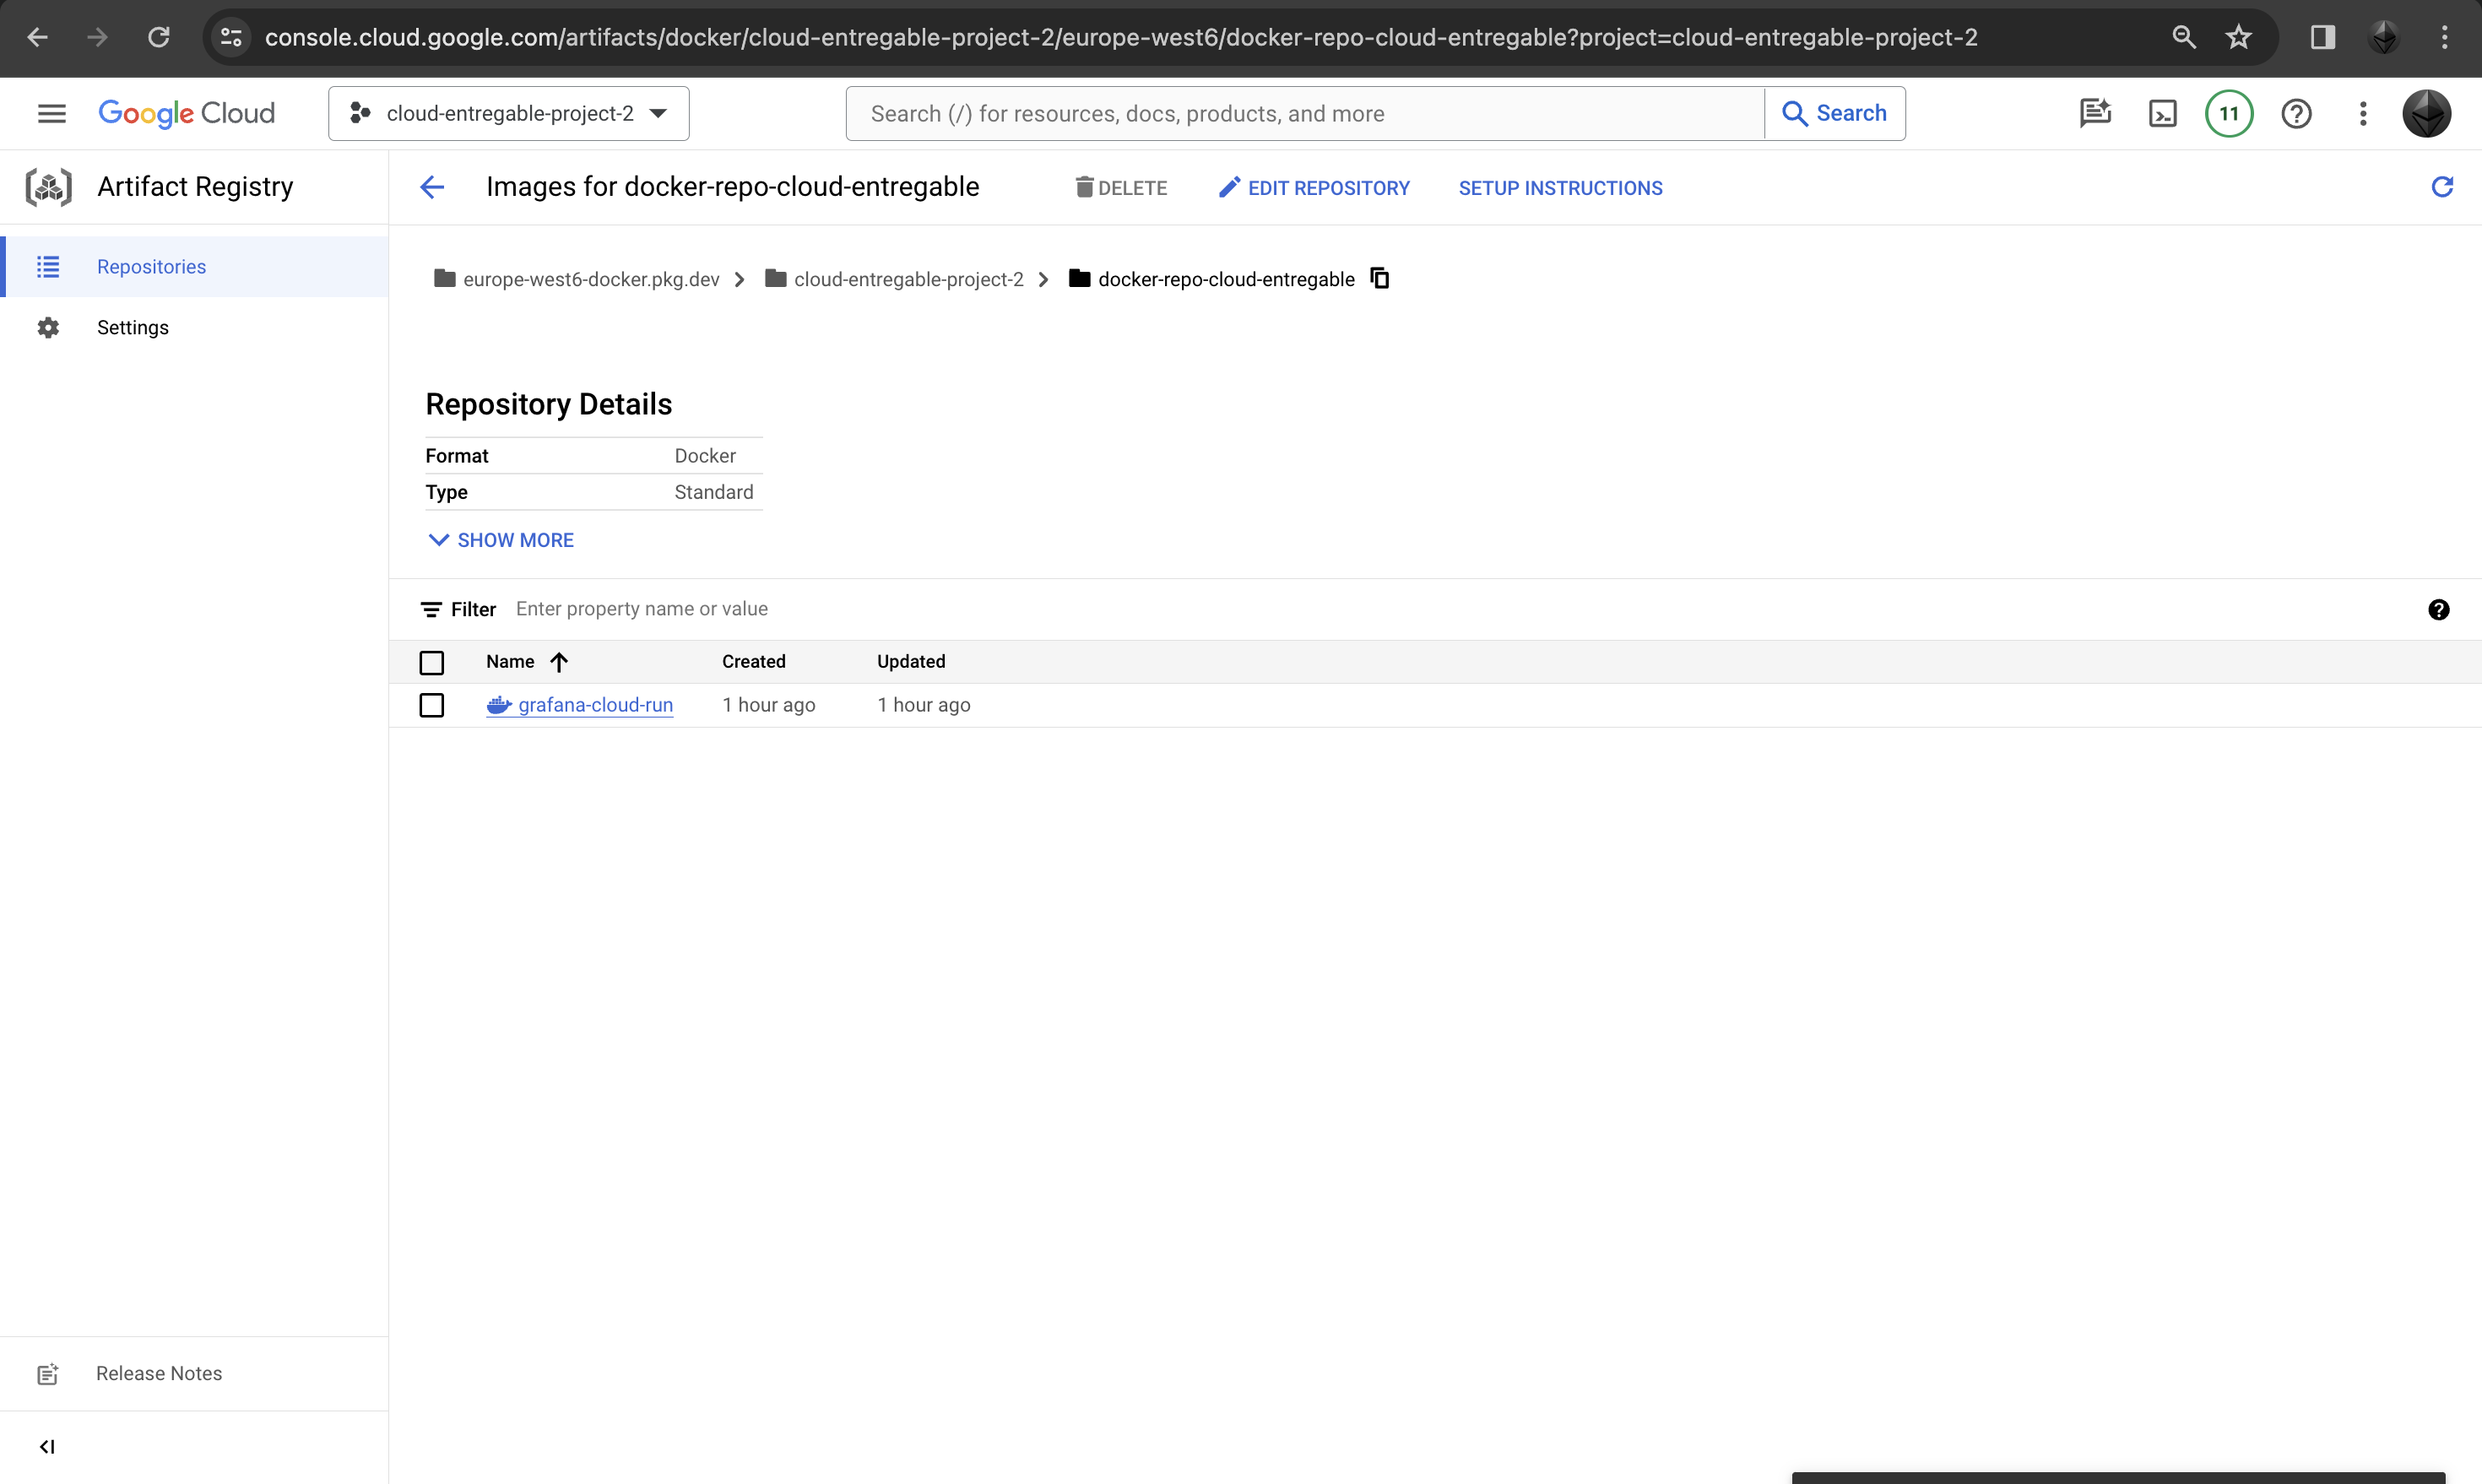 console.cloud.google.com/artifacts/docker/cloud-entregable-project-2/europe-west6/docker-repo-cloud-entregable?project=cloud-entregable-project-2
Google Cloud
cloud-entregable-project-2
Search (/) for resources, docs, products, and more
Search
11
Artifact Registry
Images for docker-repo-cloud-entregable
DELETE
EDIT REPOSITORY
SETUP INSTRUCTIONS
Repositories
Settings
europe-west6-docker.pkg.dev
cloud-entregable-project-2
docker-repo-cloud-entregable
Repository Details
Format Docker
Type Standard
SHOW MORE
Filter Enter property name or value
Name Created Updated
grafana-cloud-run 1 hour ago 1 hour ago
Release Notes